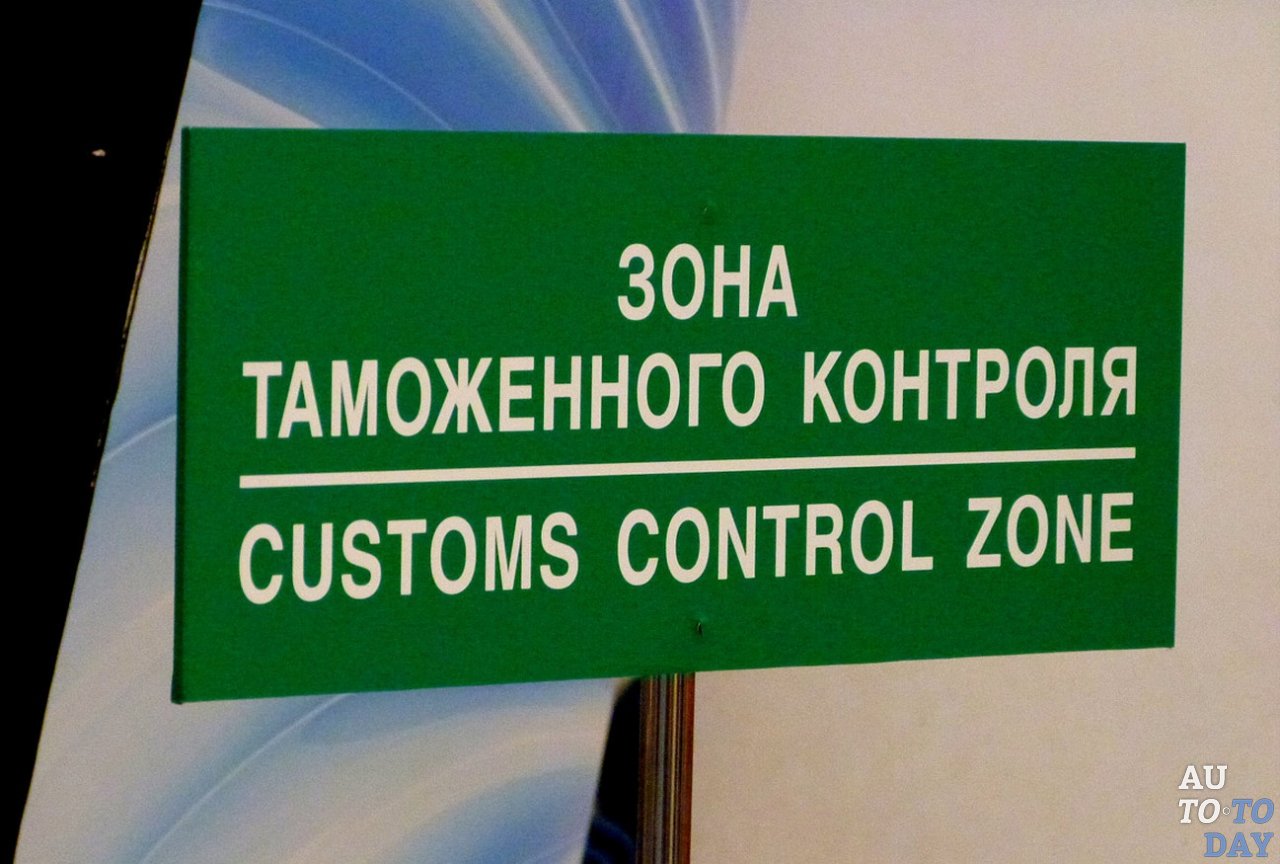 ЗОНА
ТАМОЖЕННОГО КОНТРОЛЯ
CUSTOMS CONTROL ZONE
AU
TO TO
DAY